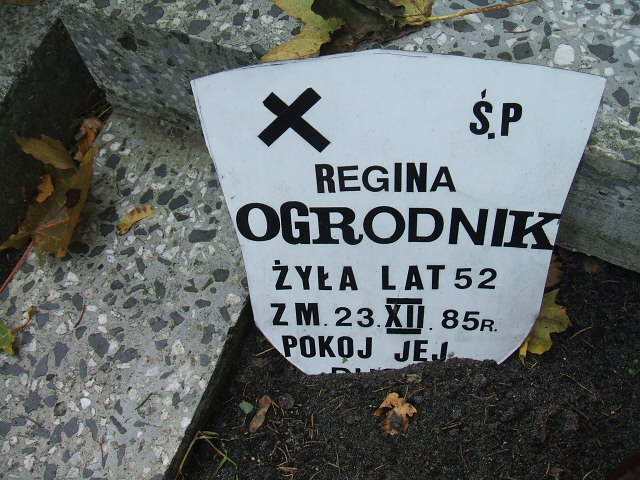 Ś.P
REGINA
OGRODNIK
ŻYŁA LAT 52
ZM. 23. XII. 85R.
POKOJ JEJ